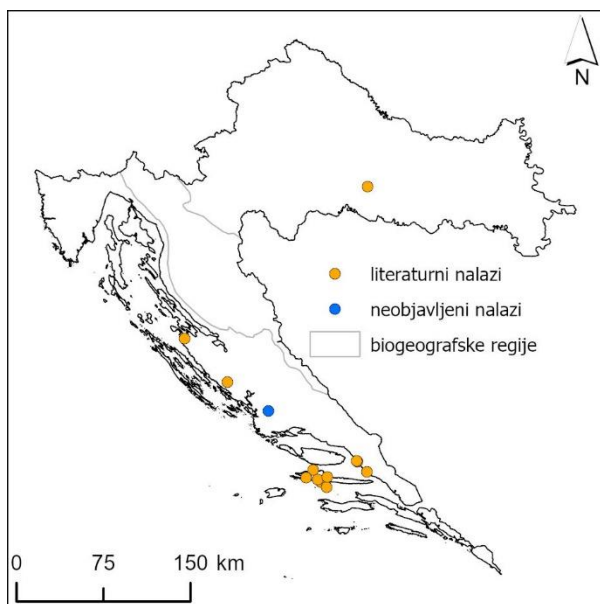 N
literaturni nalazi
neobjavljeni nalazi
biogeografske regije
0 75 150 km